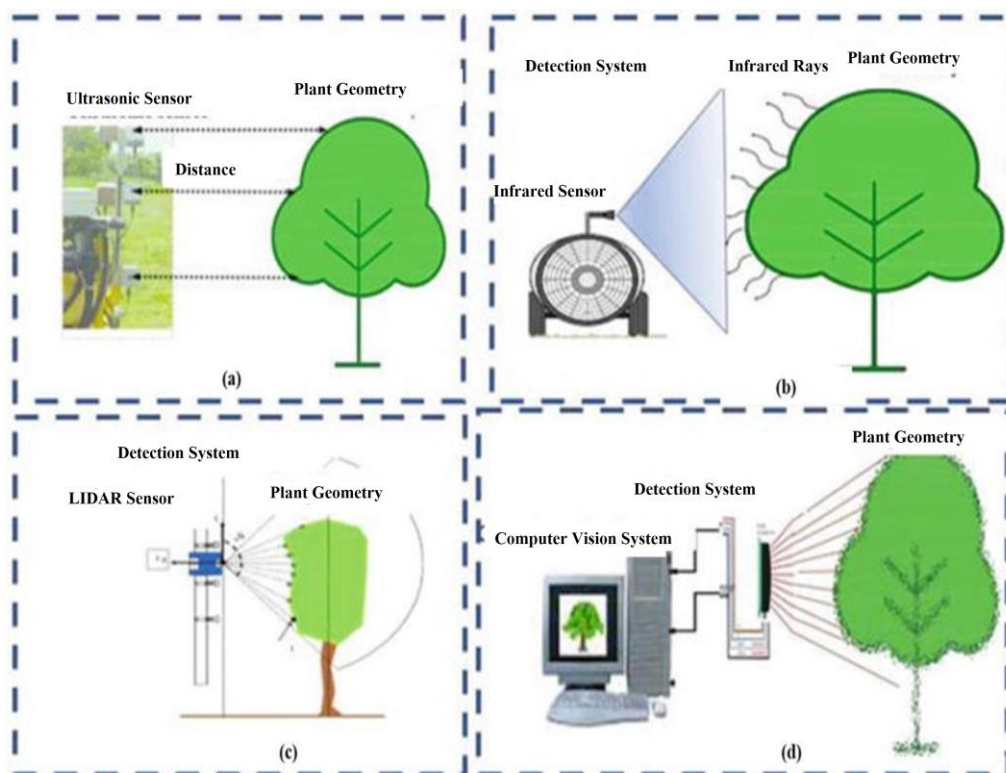 Ultrasonic Sensor
Plant Geometry
Distance
(a)
Detection System
Infrared Rays
Plant Geometry
Infrared Sensor
(b)
Detection System
LIDAR Sensor
Plant Geometry
(c)
Plant Geometry
Detection System
Computer Vision System
(d)